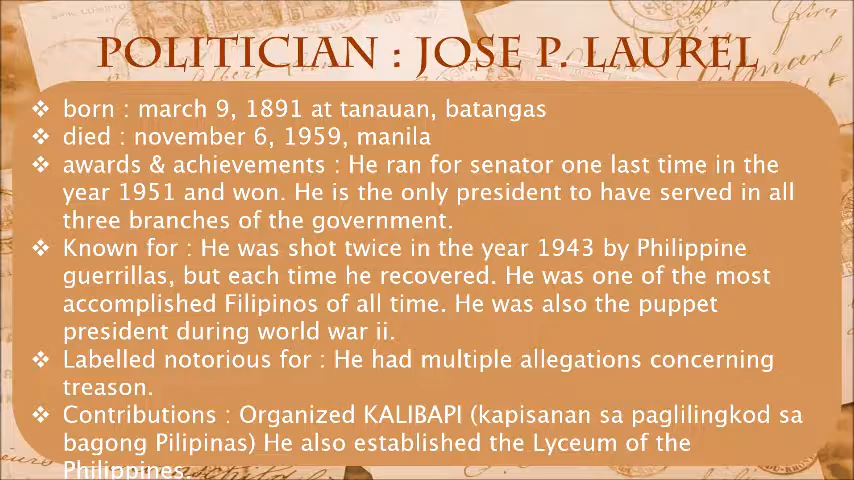 POLITICIAN : JOSE P. LAUREL
❖ born : march 9, 1891 at tanauan, batangas
❖ died : november 6, 1959, manila
❖ awards & achievements : He ran for senator one last time in the
year 1951 and won. He is the only president to have served in all
three branches of the government.
❖ Known for : He was shot twice in the year 1943 by Philippine
guerrillas, but each time he recovered. He was one of the most
accomplished Filipinos of all time. He was also the puppet
president during world war ii.
❖ Labelled notorious for : He had multiple allegations concerning
treason.
❖ Contributions : Organized KALIBAPI (kapisanan sa paglilingkod sa
bagong Pilipinas) He also established the Lyceum of the
Philippines.